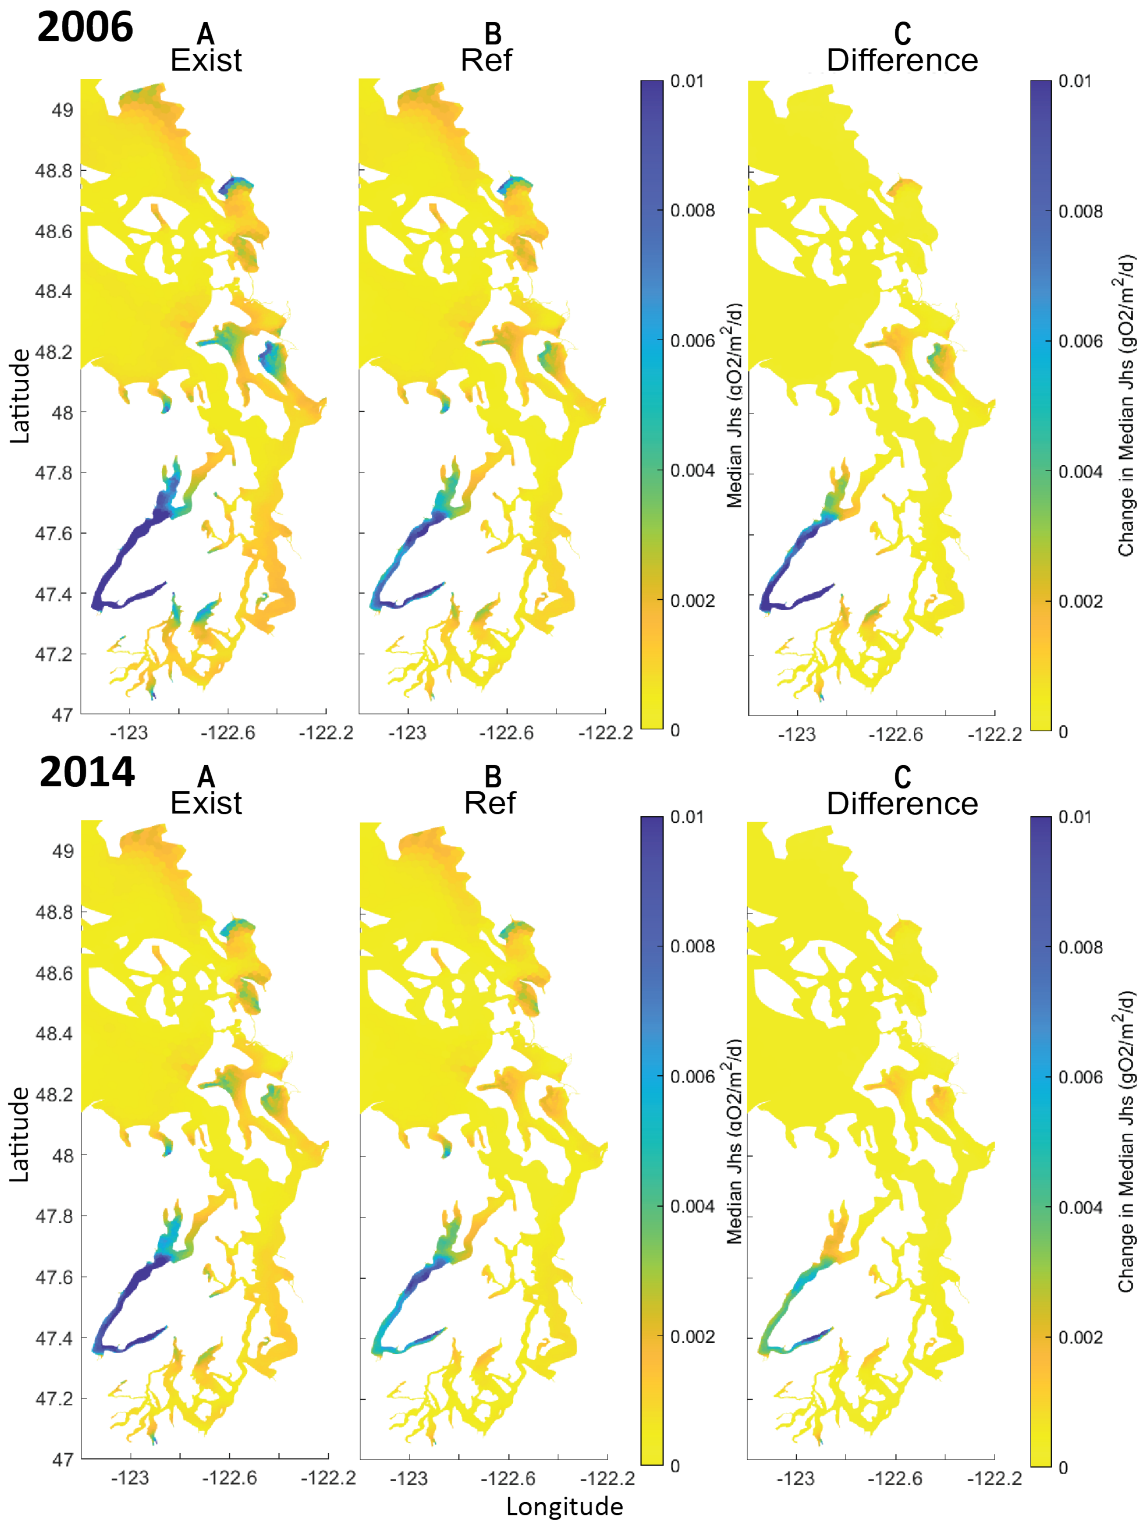 2006
A B C
Exist Ref Difference
49
48.8
48.6
48.4
48.2
48
47.8
47.6
47.4
47.2
47
Latitude
-123 -122.6 -122.2
-123 -122.6 -122.2
0.01
0.008
0.006
0.004
0.002
0
Median Jhs (gO2/m^2/d)
-123 -122.6 -122.2
0.01
0.008
0.006
0.004
0.002
0
Change in Median Jhs (gO2/m^2/d)
2014
A B C
Exist Ref Difference
49
48.8
48.6
48.4
48.2
48
47.8
47.6
47.4
47.2
47
Latitude
-123 -122.6 -122.2
-123 -122.6 -122.2
0.01
0.008
0.006
0.004
0.002
0
Median Jhs (gO2/m^2/d)
-123 -122.6 -122.2
0.01
0.008
0.006
0.004
0.002
0
Change in Median Jhs (gO2/m^2/d)
Longitude